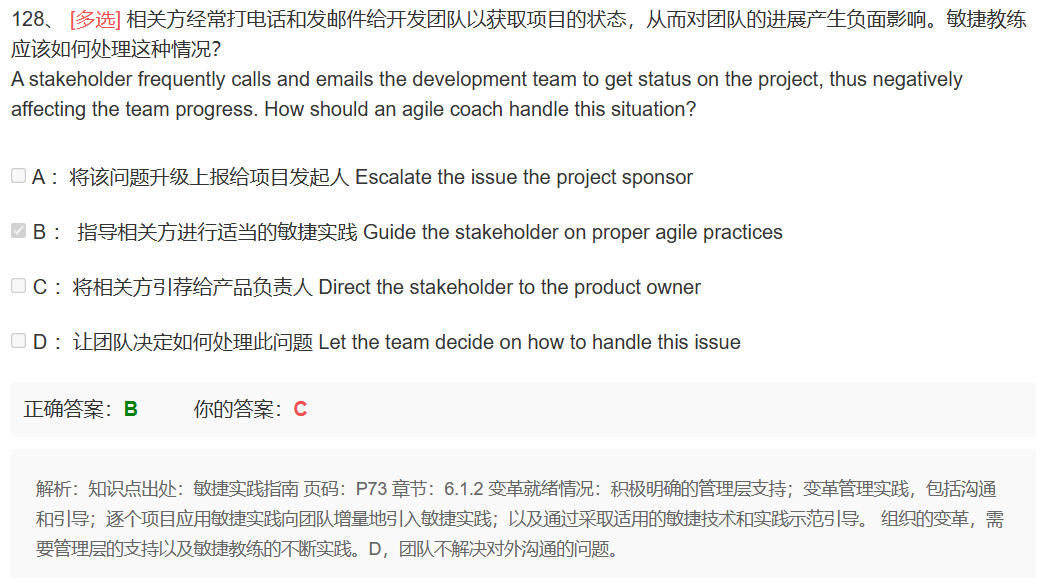 128、 [多选] 相关方经常打电话和发邮件给开发团队以获取项目的状态，从而对团队的进展产生负面影响。敏捷教练
应该如何处理这种情况？
A stakeholder frequently calls and emails the development team to get status on the project, thus negatively
affecting the team progress. How should an agile coach handle this situation?
A： 将该问题升级上报给项目发起人 Escalate the issue the project sponsor
B： 指导相关方进行适当的敏捷实践 Guide the stakeholder on proper agile practices
C： 将相关方引荐给产品负责人 Direct the stakeholder to the product owner
D： 让团队决定如何处理此问题 Let the team decide on how to handle this issue
正确答案：B 你的答案：C
解析：知识点出处：敏捷实践指南 页码：P73 章节：6.1.2 变革就绪情况：积极明确的管理层支持；变革管理实践，包括沟通
和引导；逐个项目应用敏捷实践向团队增量地引入敏捷实践；以及通过采取适用的敏捷技术和实践示范引导。 组织的变革，需
要管理层的支持以及敏捷教练的不断实践。D，团队不解决对外沟通的问题。